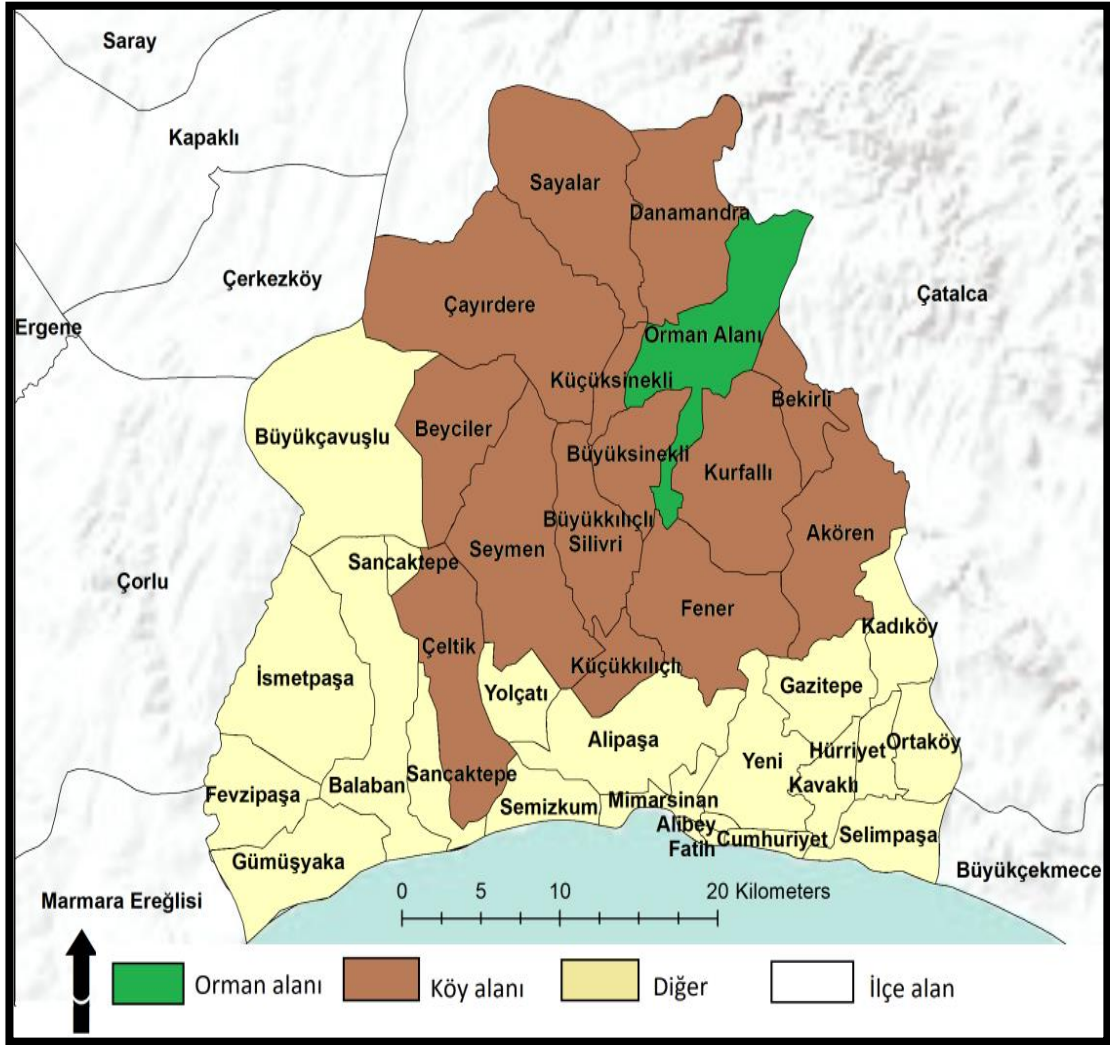 Saray
Kapaklı
Sayalar
Danamandra
Çerkezköy
Çatalca
Ergene
Çayırdere
Orman Alanı
Küçüksinekli
Bekirli
Büyükçavuşlu
Beyciler
Büyüksinekli
Kurfallı
Büyükkılıçlı
Silivri
Akören
Seymen
Sancaktepe
Çorlu
Fener
Kadıköy
Çeltik
Küçükkılıçlı
İsmetpaşa
Yolçatı
Gazitepe
Alipaşa
Hürriyet
Ortaköy
Yeni
Kavaklı
Sancaktepe
Balaban
Fevzipaşa
Semizkum
Mimarsinan
Alibey
Fatih
Cumhuriyet
Selimpaşa
Gümüşyaka
Büyükçekmece
Marmara Ereğlisi
0 5 10 20 Kilometers
Orman alanı
Köy alanı
Diğer
İlçe alan